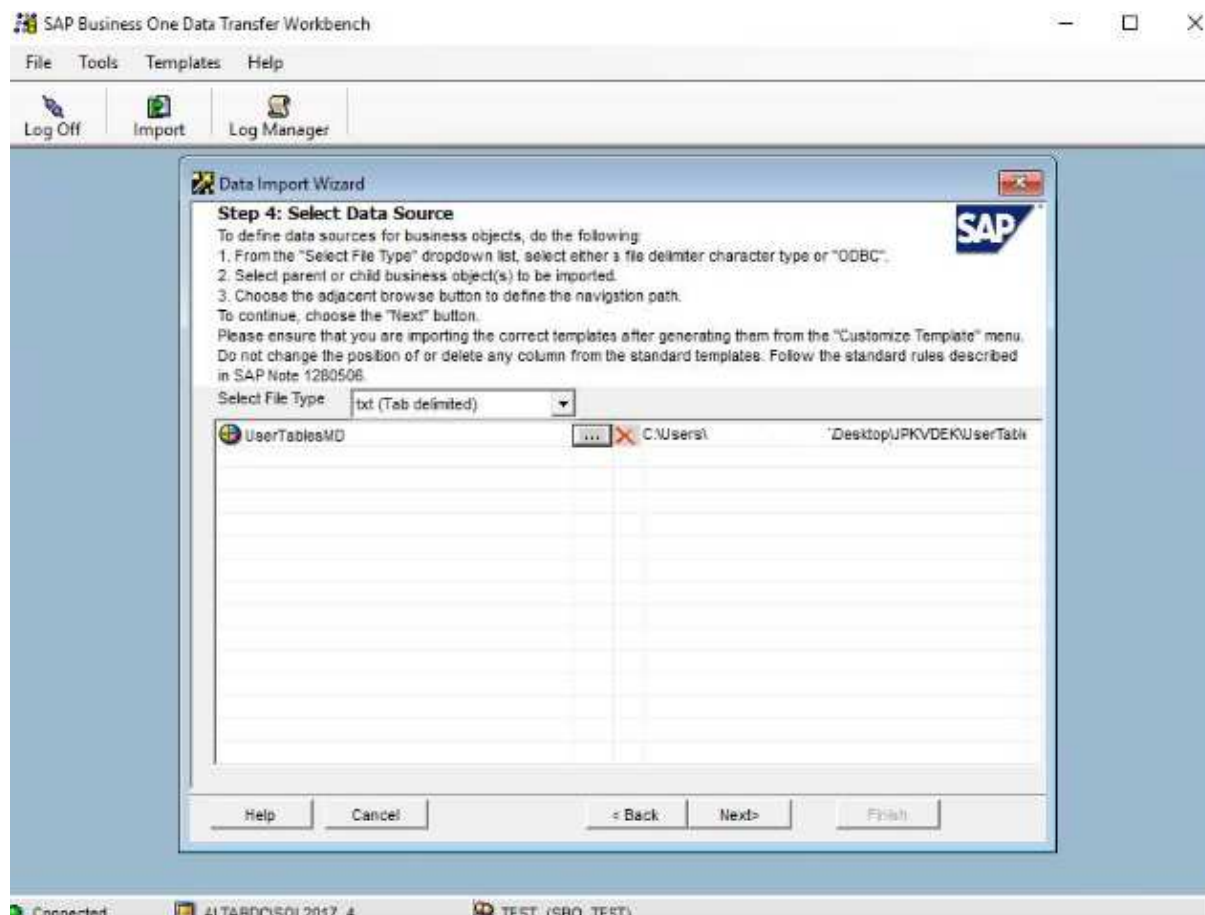 SAP Business One Data Transfer Workbench
File Tools Templates Help
Log Off Import Log Manager
Data Import Wizard
Step 4: Select Data Source
SAP
To define data sources for business objects, do the following:
1. From the "Select File Type" dropdown list, select either a file delimiter character type or "ODBC".
2. Select parent or child business object(s) to be imported.
3. Choose the adjacent browse button to define the navigation path.
To continue, choose the "Next" button.
Please ensure that you are importing the correct templates after generating them from the "Customize Template" menu.
Do not change the position of or delete any column from the standard templates. Follow the standard rules described
in SAP Note 1280506.
Select File Type txt (Tab delimited)
UserTablesMD ... C:\Users\ \Desktop\JPKVDEK\UserTable
Help Cancel < Back Next> Finish
Connected TEST (SBO_TEST)